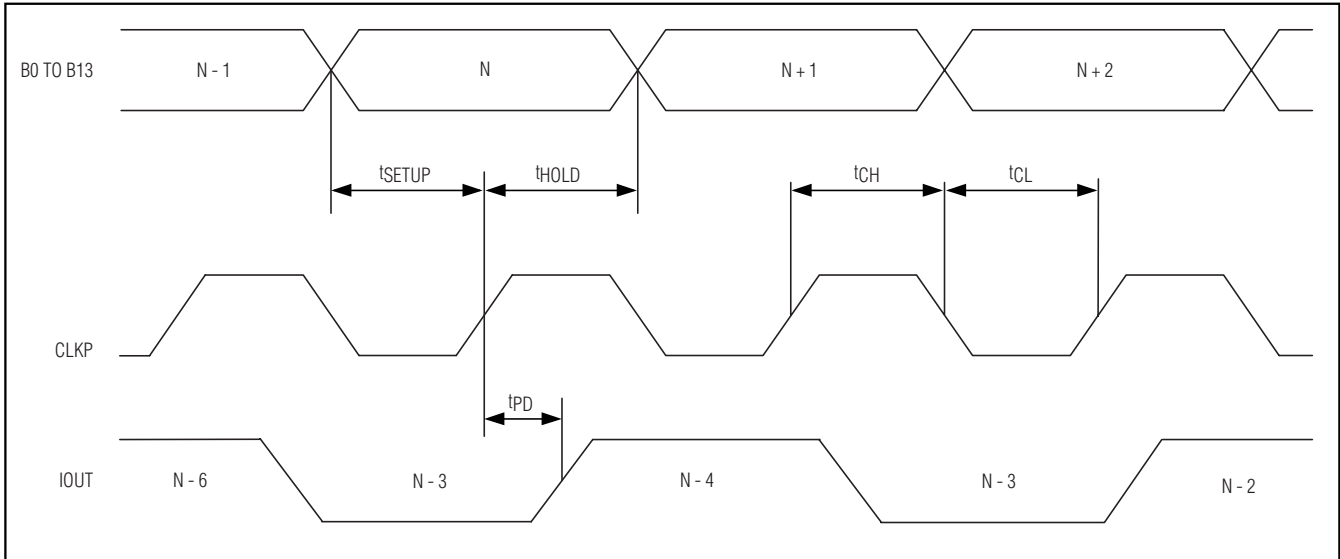 B0 TO B13 N - 1 N N + 1 N + 2
tSETUP tHOLD tCH tCL
CLKP
tPD
IOUT N - 6 N - 3 N - 4 N - 3 N - 2